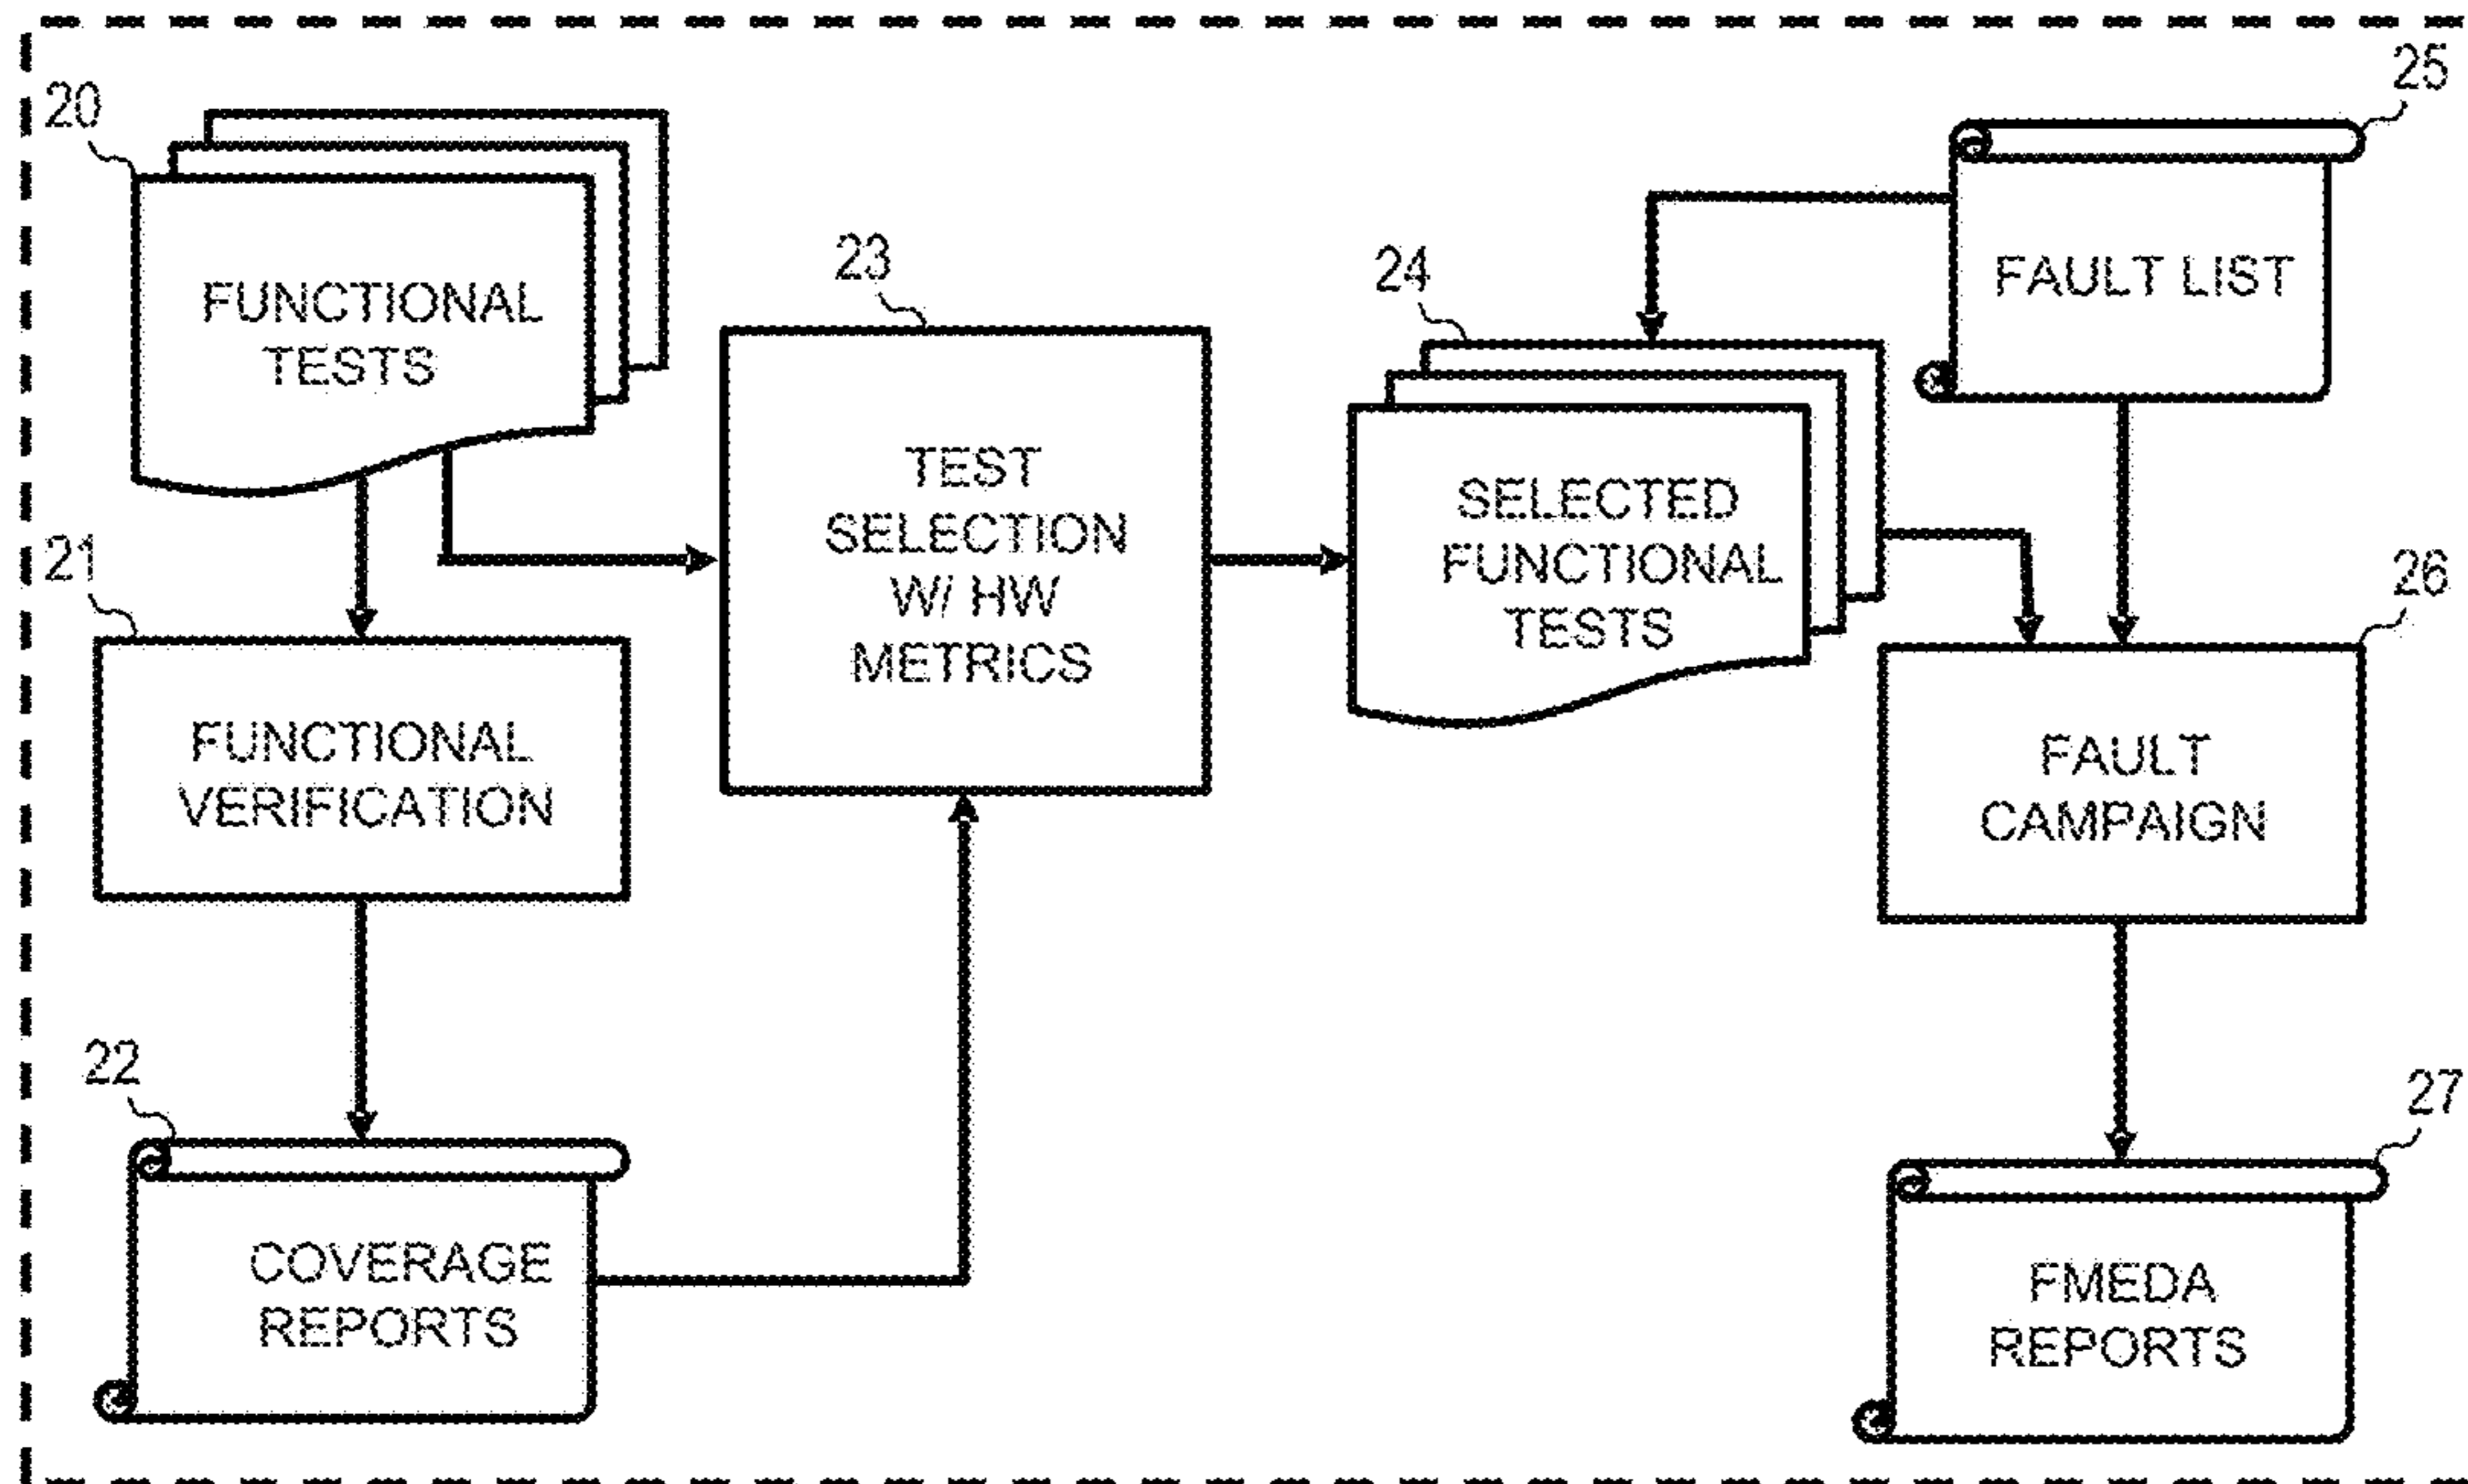 20
FUNCTIONAL
TESTS
21
FUNCTIONAL
VERIFICATION
22
COVERAGE
REPORTS
23
TEST
SELECTION
W/ HW
METRICS
24
SELECTED
FUNCTIONAL
TESTS
25
FAULT LIST
26
FAULT
CAMPAIGN
27
FMEDA
REPORTS